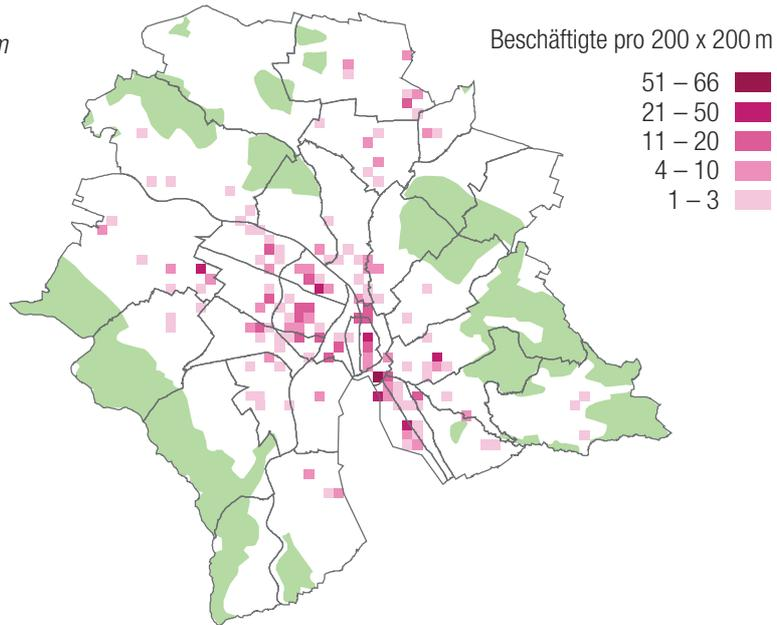 Beschäftigte pro 200 x 200 m
m
51 – 66
21 – 50
11 – 20
4 – 10
1 – 3